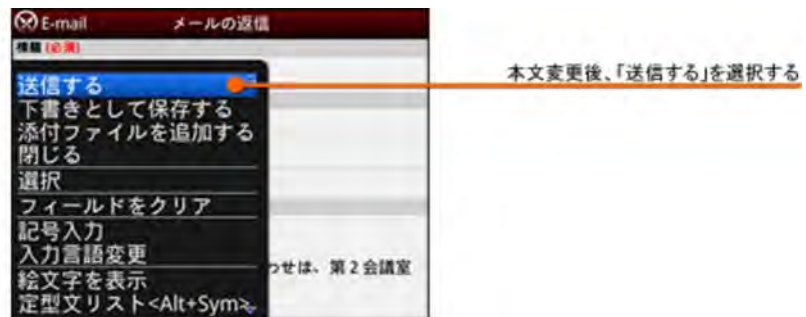 E-mail メールの返信
標題 (必須)
送信する
本文変更後、「送信する」を選択する
下書きとして保存する
添付ファイルを追加する
閉じる
選択
フィールドをクリア
記号入力
入力言語変更
わせは、第2会議室
絵文字を表示
定型文リスト<Alt+Sym>